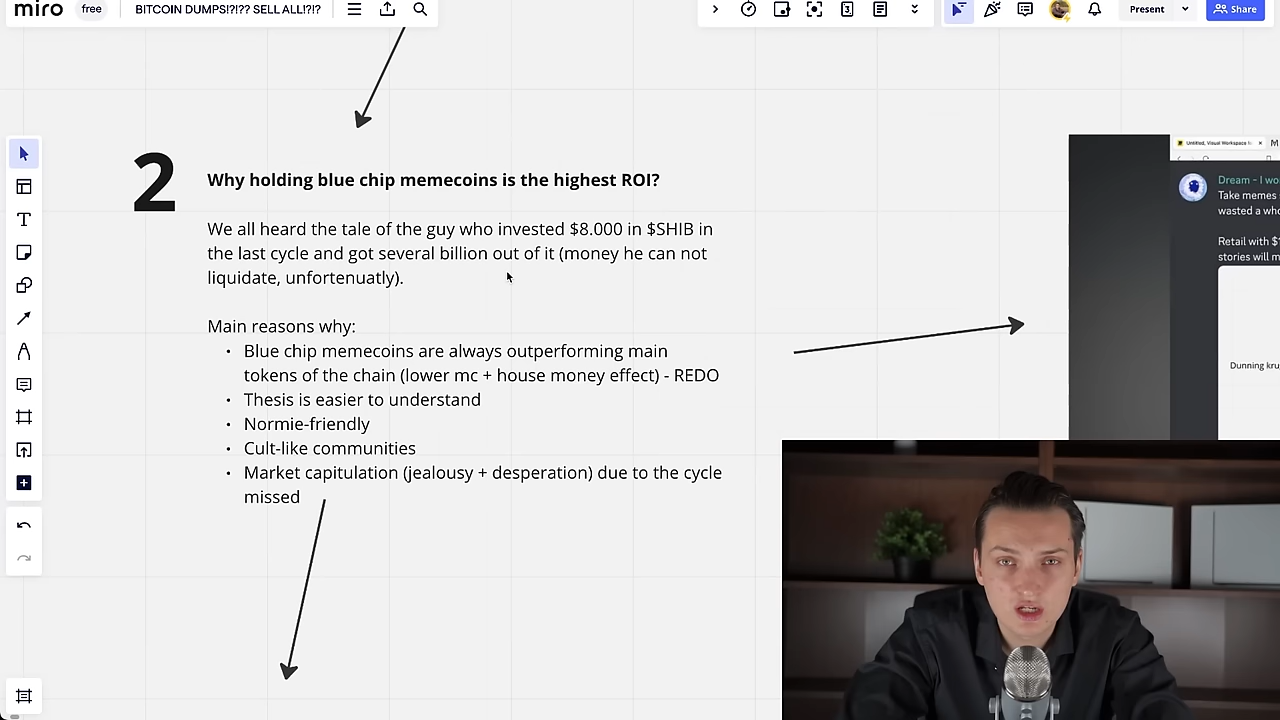 miro free BITCOIN DUMPS!?!?? SELL ALL!?!?
3 Present Share
2
Why holding blue chip memecoins is the highest ROI?
We all heard the tale of the guy who invested $8.000 in $SHIB in
the last cycle and got several billion out of it (money he can not
liquidate, unfortenuatly).
Main reasons why:
• Blue chip memecoins are always outperforming main
tokens of the chain (lower mc + house money effect) - REDO
• Thesis is easier to understand
• Normie-friendly
• Cult-like communities
• Market capitulation (jealousy + desperation) due to the cycle
missed
Untitled, Visual Workspace
Dream - I wo
Take memes
wasted a who
Retail with $
stories will m
Dunning kru